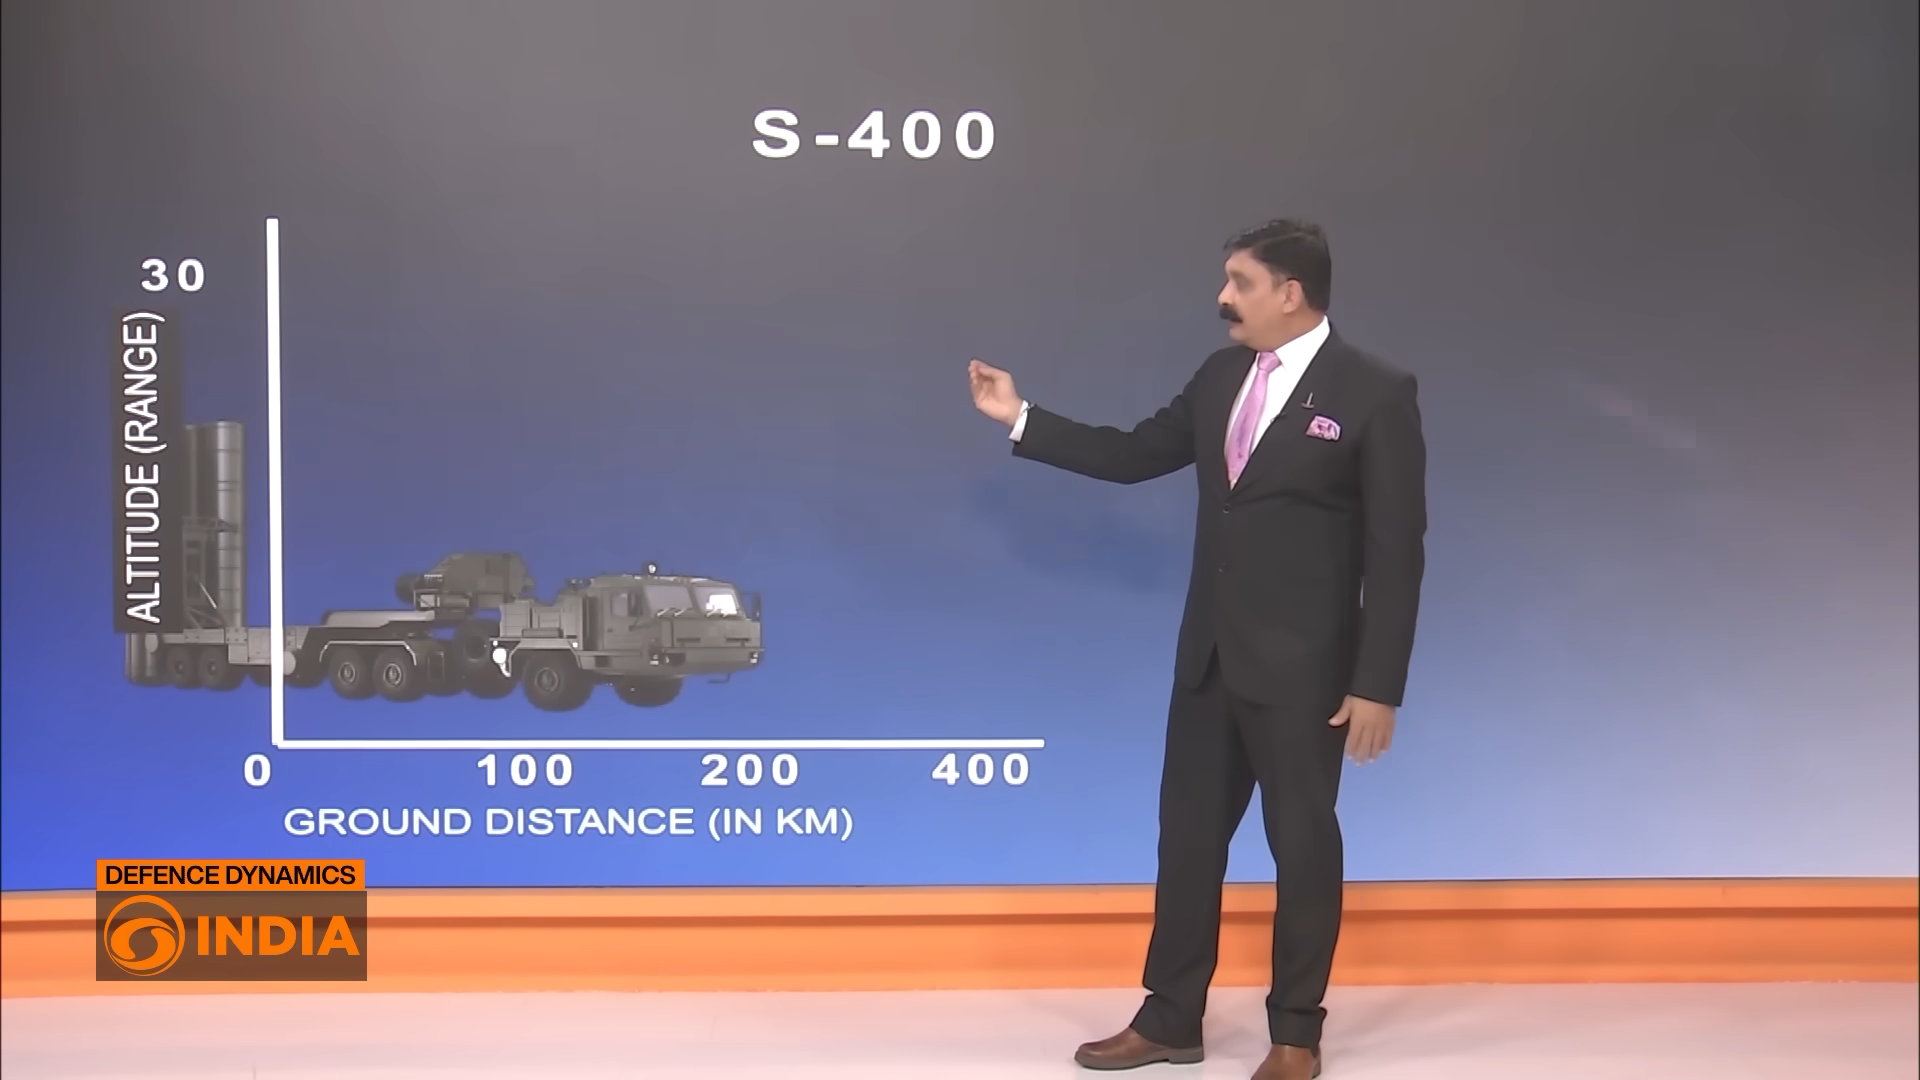 S-400
30
ALTITUDE (RANGE)
0 100 200 400
GROUND DISTANCE (IN KM)
DEFENCE DYNAMICS
INDIA